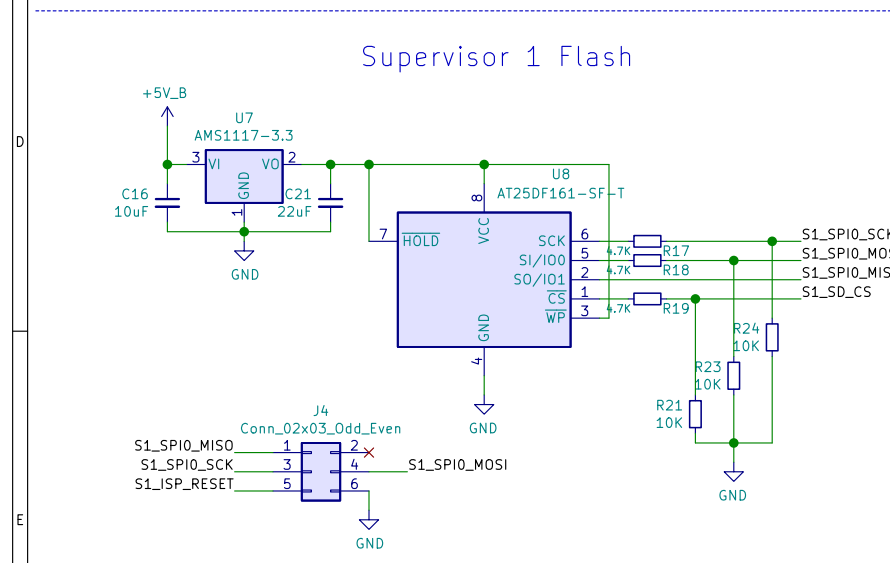 Supervisor 1 Flash
+5V_B
U7
AMS1117-3.3
D
3 VI VO 2
GND
1
C16
10uF
C21
22uF
GND
U8
AT25DF161-SF-T
8
VCC
7 HOLD
SCK 6
SI/IO0 5
SO/IO1 2
CS 1
WP 3
GND
4
GND
4.7K R17
4.7K R18
4.7K R19
S1_SPI0_SCK
S1_SPI0_MOS
S1_SPI0_MIS
S1_SD_CS
R24
10K
R23
10K
R21
10K
GND
J4
Conn_02x03_Odd_Even
S1_SPI0_MISO 1 2
S1_SPI0_SCK 3 4 S1_SPI0_MOSI
S1_ISP_RESET 5 6
GND
E